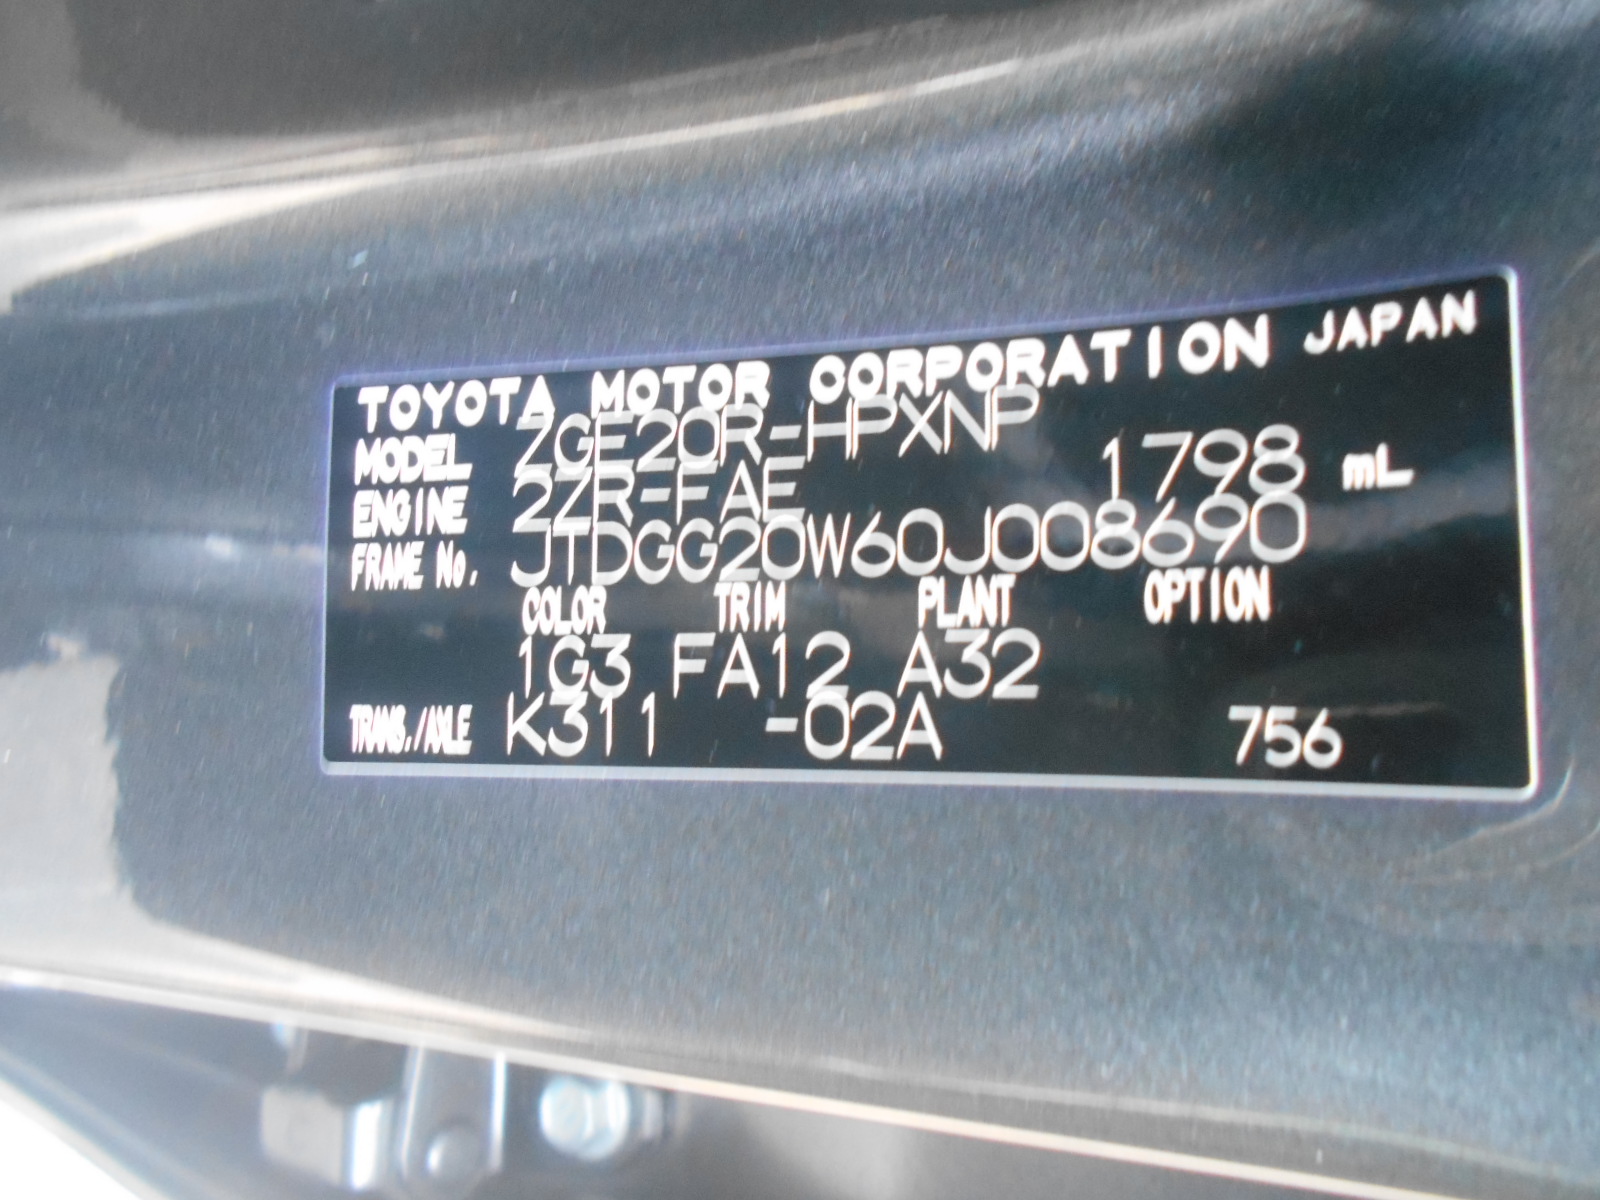 TOYOTA MOTOR CORPORATION JAPAN
MODEL ZGE20R-HPXNP
ENGINE 2ZR-FAE 1798 mL
FRAME No. JTDGG20W60J008690
COLOR TRIM PLANT OPTION
1G3 FA12 A32
TRANS./AXLE K311 -02A 756